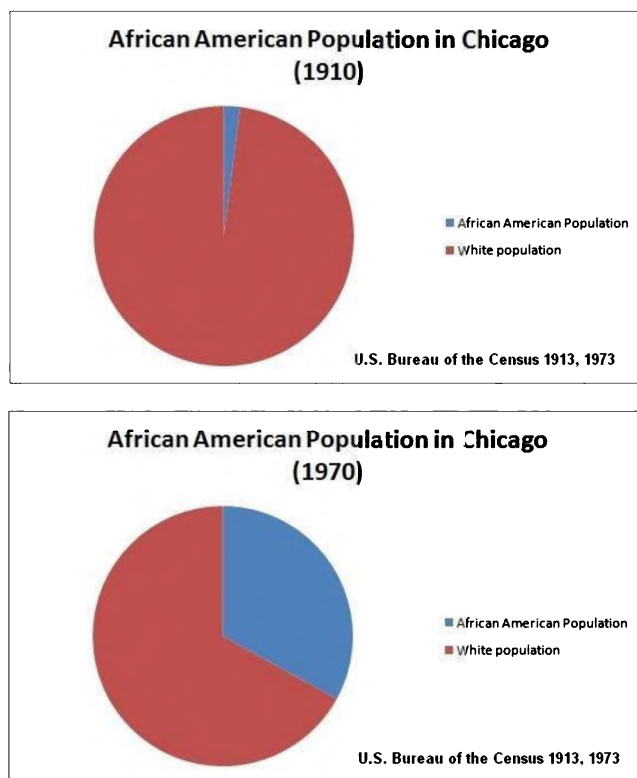 African American Population in Chicago
(1910)
African American Population
White population
U.S. Bureau of the Census 1913, 1973
African American Population in Chicago
(1970)
African American Population
White population
U.S. Bureau of the Census 1913, 1973